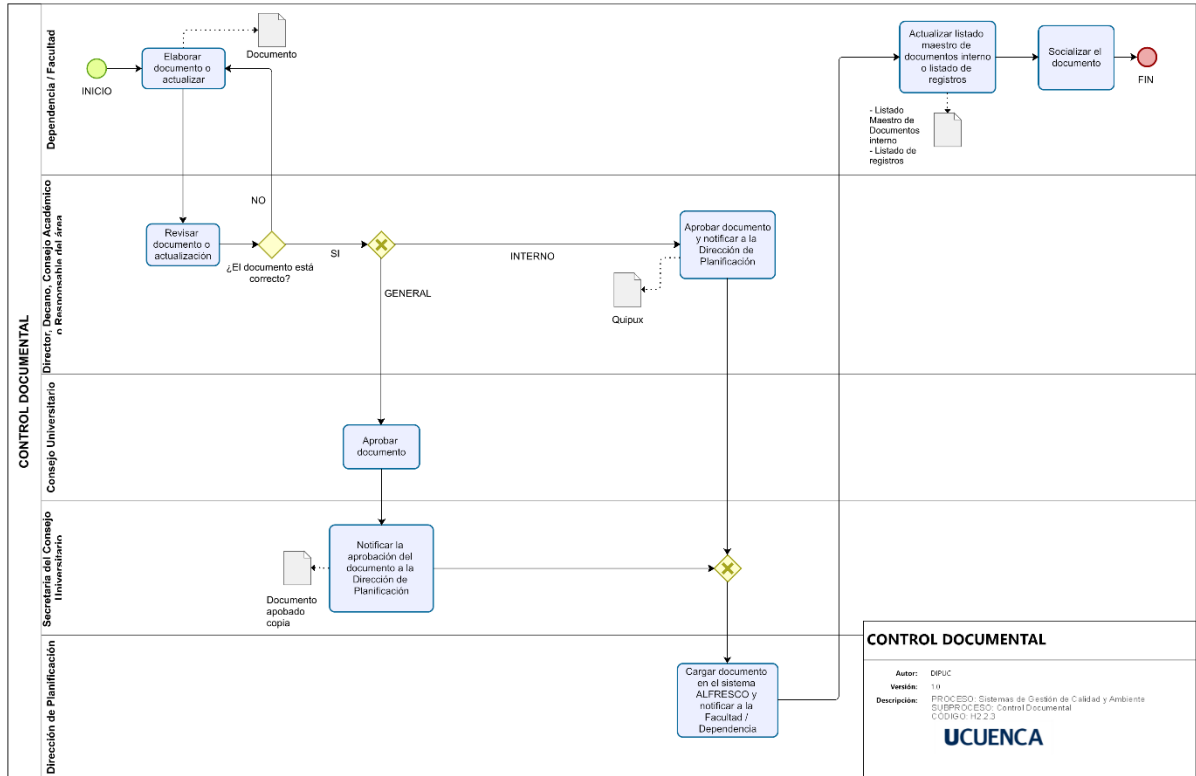 CONTROL DOCUMENTAL
Dependencia / Facultad
INICIO
Elaborar
documento o
actualizar
Documento
Actualizar listado
maestro de
documentos interno
o listado de
registros
Socializar el
documento
FIN
- Listado
Maestro de
Documentos
interno
- Listado de
registros
Director, Decano, Consejo Académico
o Responsable del área
NO
Revisar
documento o
actualización
¿El documento está
correcto?
SI
INTERNO
GENERAL
Aprobar documento
y notificar a la
Dirección de
Planificación
Quipux
Consejo Universitario
Aprobar
documento
Secretaria del Consejo
Universitario
Notificar la
aprobación del
documento a la
Dirección de
Planificación
Documento
apobado
copia
Dirección de Planificación
Cargar documento
en el sistema
ALFRESCO y
notificar a la
Facultad /
Dependencia
CONTROL DOCUMENTAL
Autor: DIPUC
Versión: 1.0
Descripción: PROCESO: Sistemas de Gestión de Calidad y Ambiente
SUBPROCESO: Control Documental
CODIGO: H2.2.3
UCUENCA